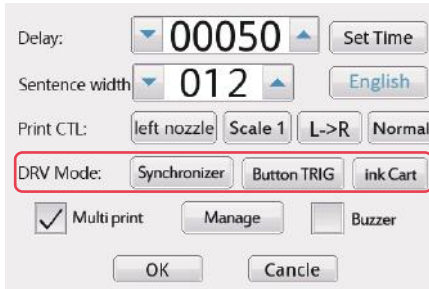 Delay: 00050 Set Time
Sentence width 012 English
Print CTL: left nozzle Scale 1 L->R Normal
DRV Mode: Synchronizer Button TRIG ink Cart
Multi print Manage Buzzer
OK Cancle